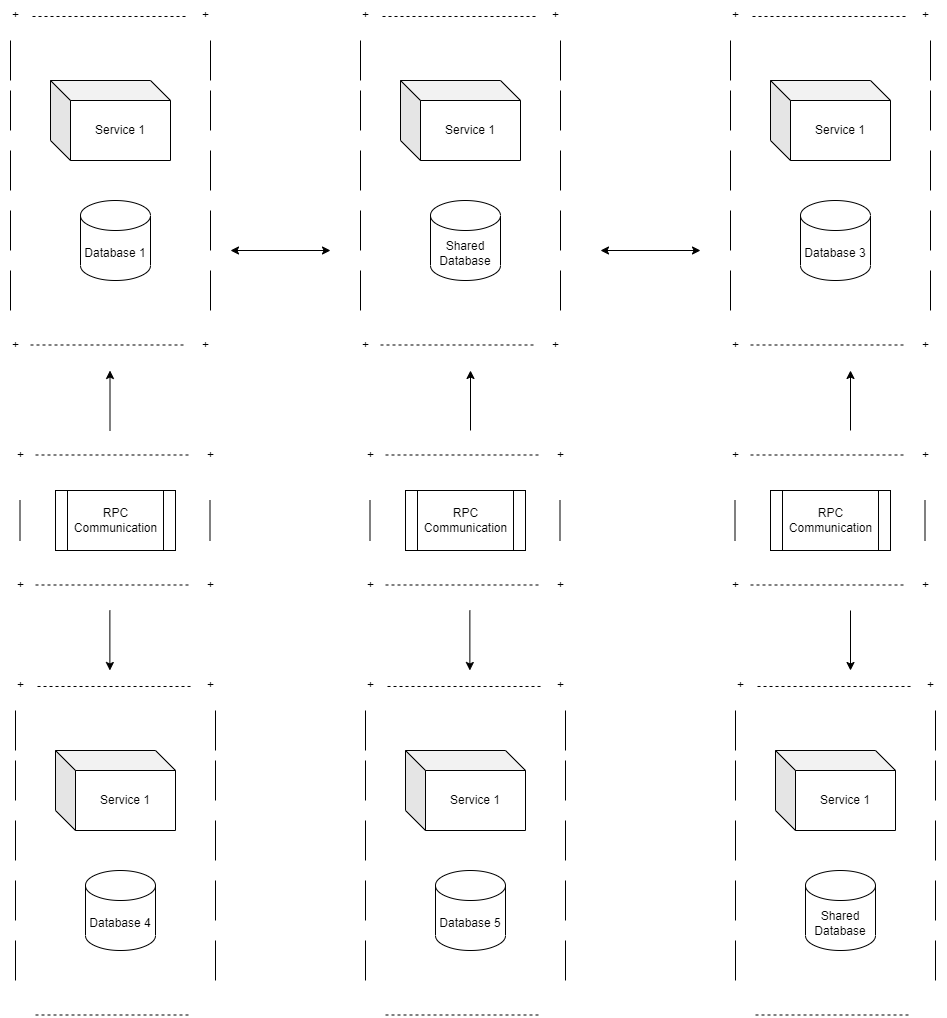 Service 1
Service 1
Service 1
Database 1
Shared
Database
Database 3
RPC
Communication
RPC
Communication
RPC
Communication
Service 1
Service 1
Service 1
Database 4
Database 5
Shared
Database